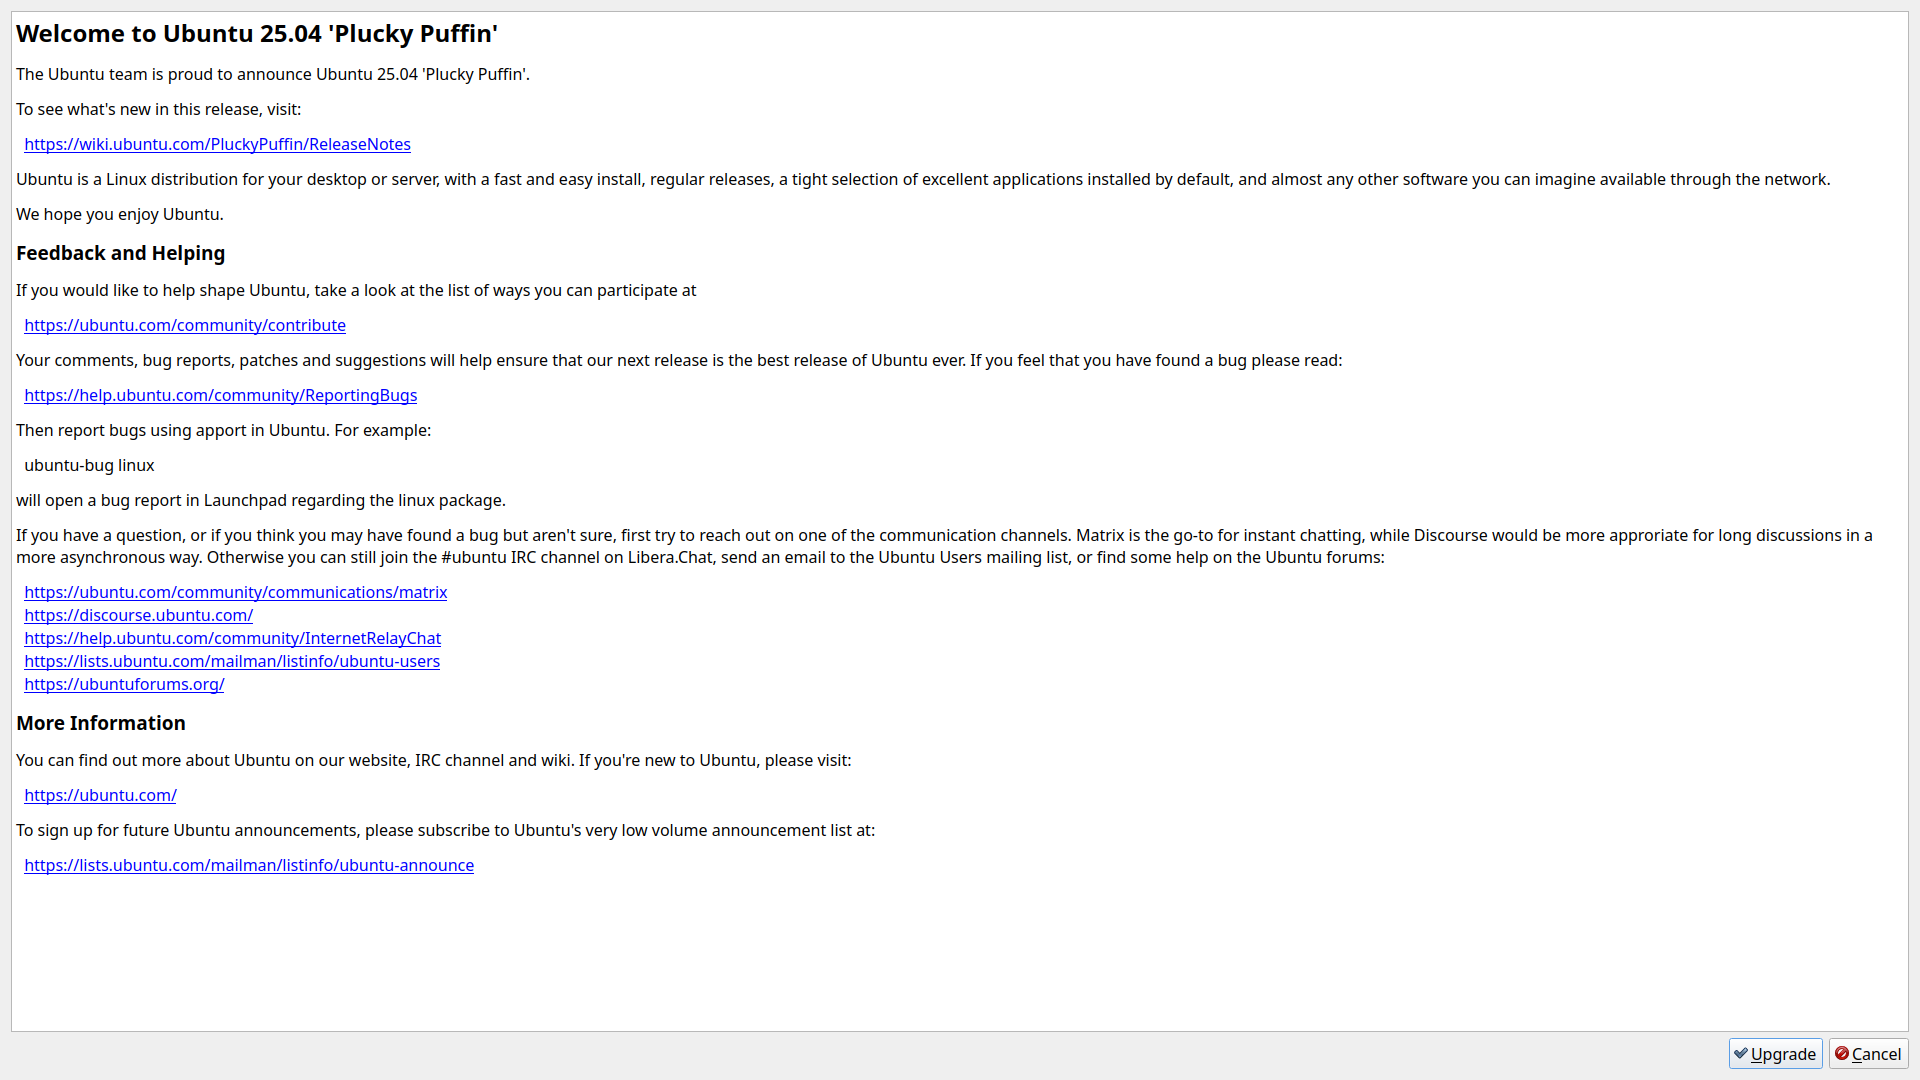 Welcome to Ubuntu 25.04 'Plucky Puffin'
The Ubuntu team is proud to announce Ubuntu 25.04 'Plucky Puffin'.
To see what's new in this release, visit:
https://wiki.ubuntu.com/PluckyPuffin/ReleaseNotes
Ubuntu is a Linux distribution for your desktop or server, with a fast and easy install, regular releases, a tight selection of excellent applications installed by default, and almost any other software you can imagine available through the network.
We hope you enjoy Ubuntu.
Feedback and Helping
If you would like to help shape Ubuntu, take a look at the list of ways you can participate at
https://ubuntu.com/community/contribute
Your comments, bug reports, patches and suggestions will help ensure that our next release is the best release of Ubuntu ever. If you feel that you have found a bug please read:
https://help.ubuntu.com/community/ReportingBugs
Then report bugs using apport in Ubuntu. For example:
ubuntu-bug linux
will open a bug report in Launchpad regarding the linux package.
If you have a question, or if you think you may have found a bug but aren't sure, first try to reach out on one of the communication channels. Matrix is the go-to for instant chatting, while Discourse would be more approriate for long discussions in a
more asynchronous way. Otherwise you can still join the #ubuntu IRC channel on Libera.Chat, send an email to the Ubuntu Users mailing list, or find some help on the Ubuntu forums:
https://ubuntu.com/community/communications/matrix
https://discourse.ubuntu.com/
https://help.ubuntu.com/community/InternetRelayChat
https://lists.ubuntu.com/mailman/listinfo/ubuntu-users
https://ubuntuforums.org/
More Information
You can find out more about Ubuntu on our website, IRC channel and wiki. If you're new to Ubuntu, please visit:
https://ubuntu.com/
To sign up for future Ubuntu announcements, please subscribe to Ubuntu's very low volume announcement list at:
https://lists.ubuntu.com/mailman/listinfo/ubuntu-announce
Upgrade Cancel